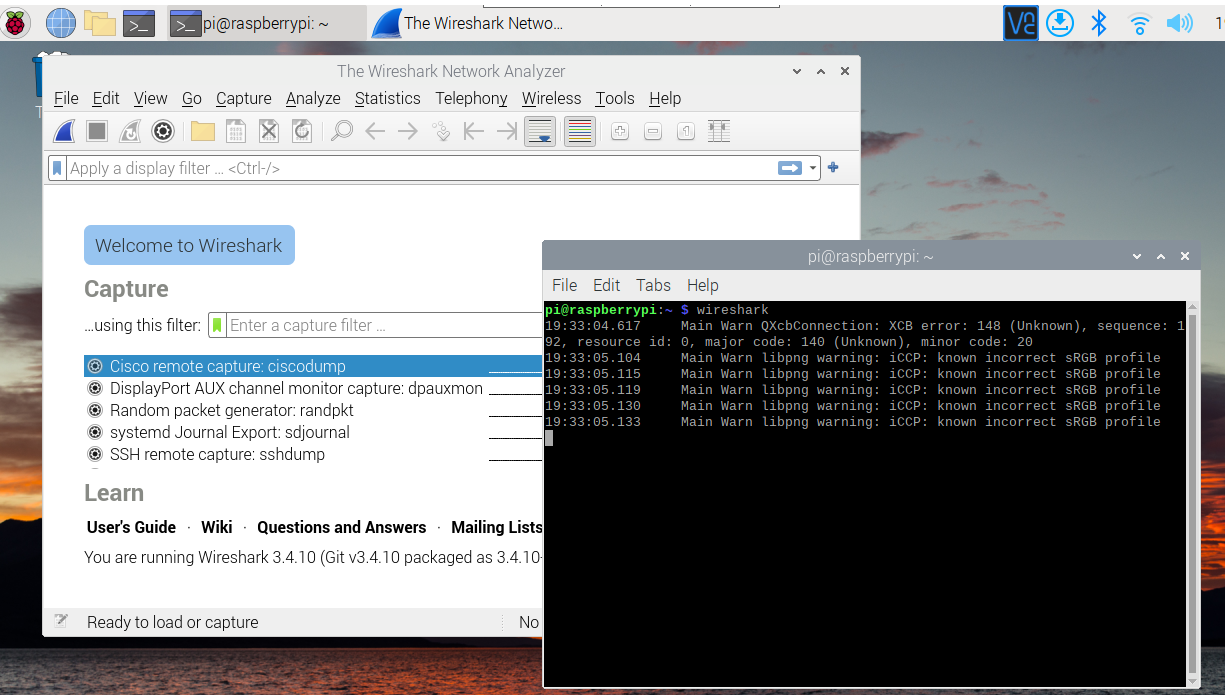 pi@raspberrypi: ~
The Wireshark Netwo...
The Wireshark Network Analyzer
File Edit View Go Capture Analyze Statistics Telephony Wireless Tools Help
Apply a display filter ... <Ctrl-/>
Welcome to Wireshark
Capture
...using this filter:
Enter a capture filter ...
Cisco remote capture: ciscodump
DisplayPort AUX channel monitor capture: dpauxmon
Random packet generator: randpkt
systemd Journal Export: sdjournal
SSH remote capture: sshdump
Learn
User's Guide · Wiki · Questions and Answers · Mailing Lists
You are running Wireshark 3.4.10 (Git v3.4.10 packaged as 3.4.10-
Ready to load or capture
No
pi@raspberrypi: ~
File Edit Tabs Help
pi@raspberrypi:~ $ wireshark
19:33:04.617 Main Warn QXcbConnection: XCB error: 148 (Unknown), sequence: 1
92, resource id: 0, major code: 140 (Unknown), minor code: 20
19:33:05.104 Main Warn libpng warning: iCCP: known incorrect sRGB profile
19:33:05.115 Main Warn libpng warning: iCCP: known incorrect sRGB profile
19:33:05.119 Main Warn libpng warning: iCCP: known incorrect sRGB profile
19:33:05.130 Main Warn libpng warning: iCCP: known incorrect sRGB profile
19:33:05.133 Main Warn libpng warning: iCCP: known incorrect sRGB profile